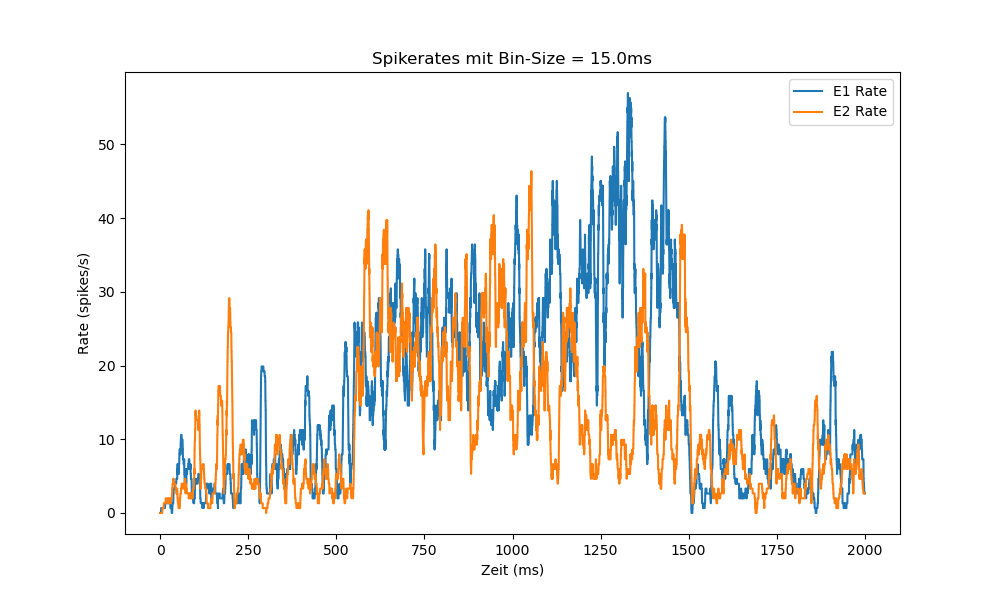 Spikerates mit Bin-Size = 15.0ms
E1 Rate
E2 Rate
Rate (spikes/s)
50
40
30
20
10
0
0 250 500 750 1000 1250 1500 1750 2000
Zeit (ms)